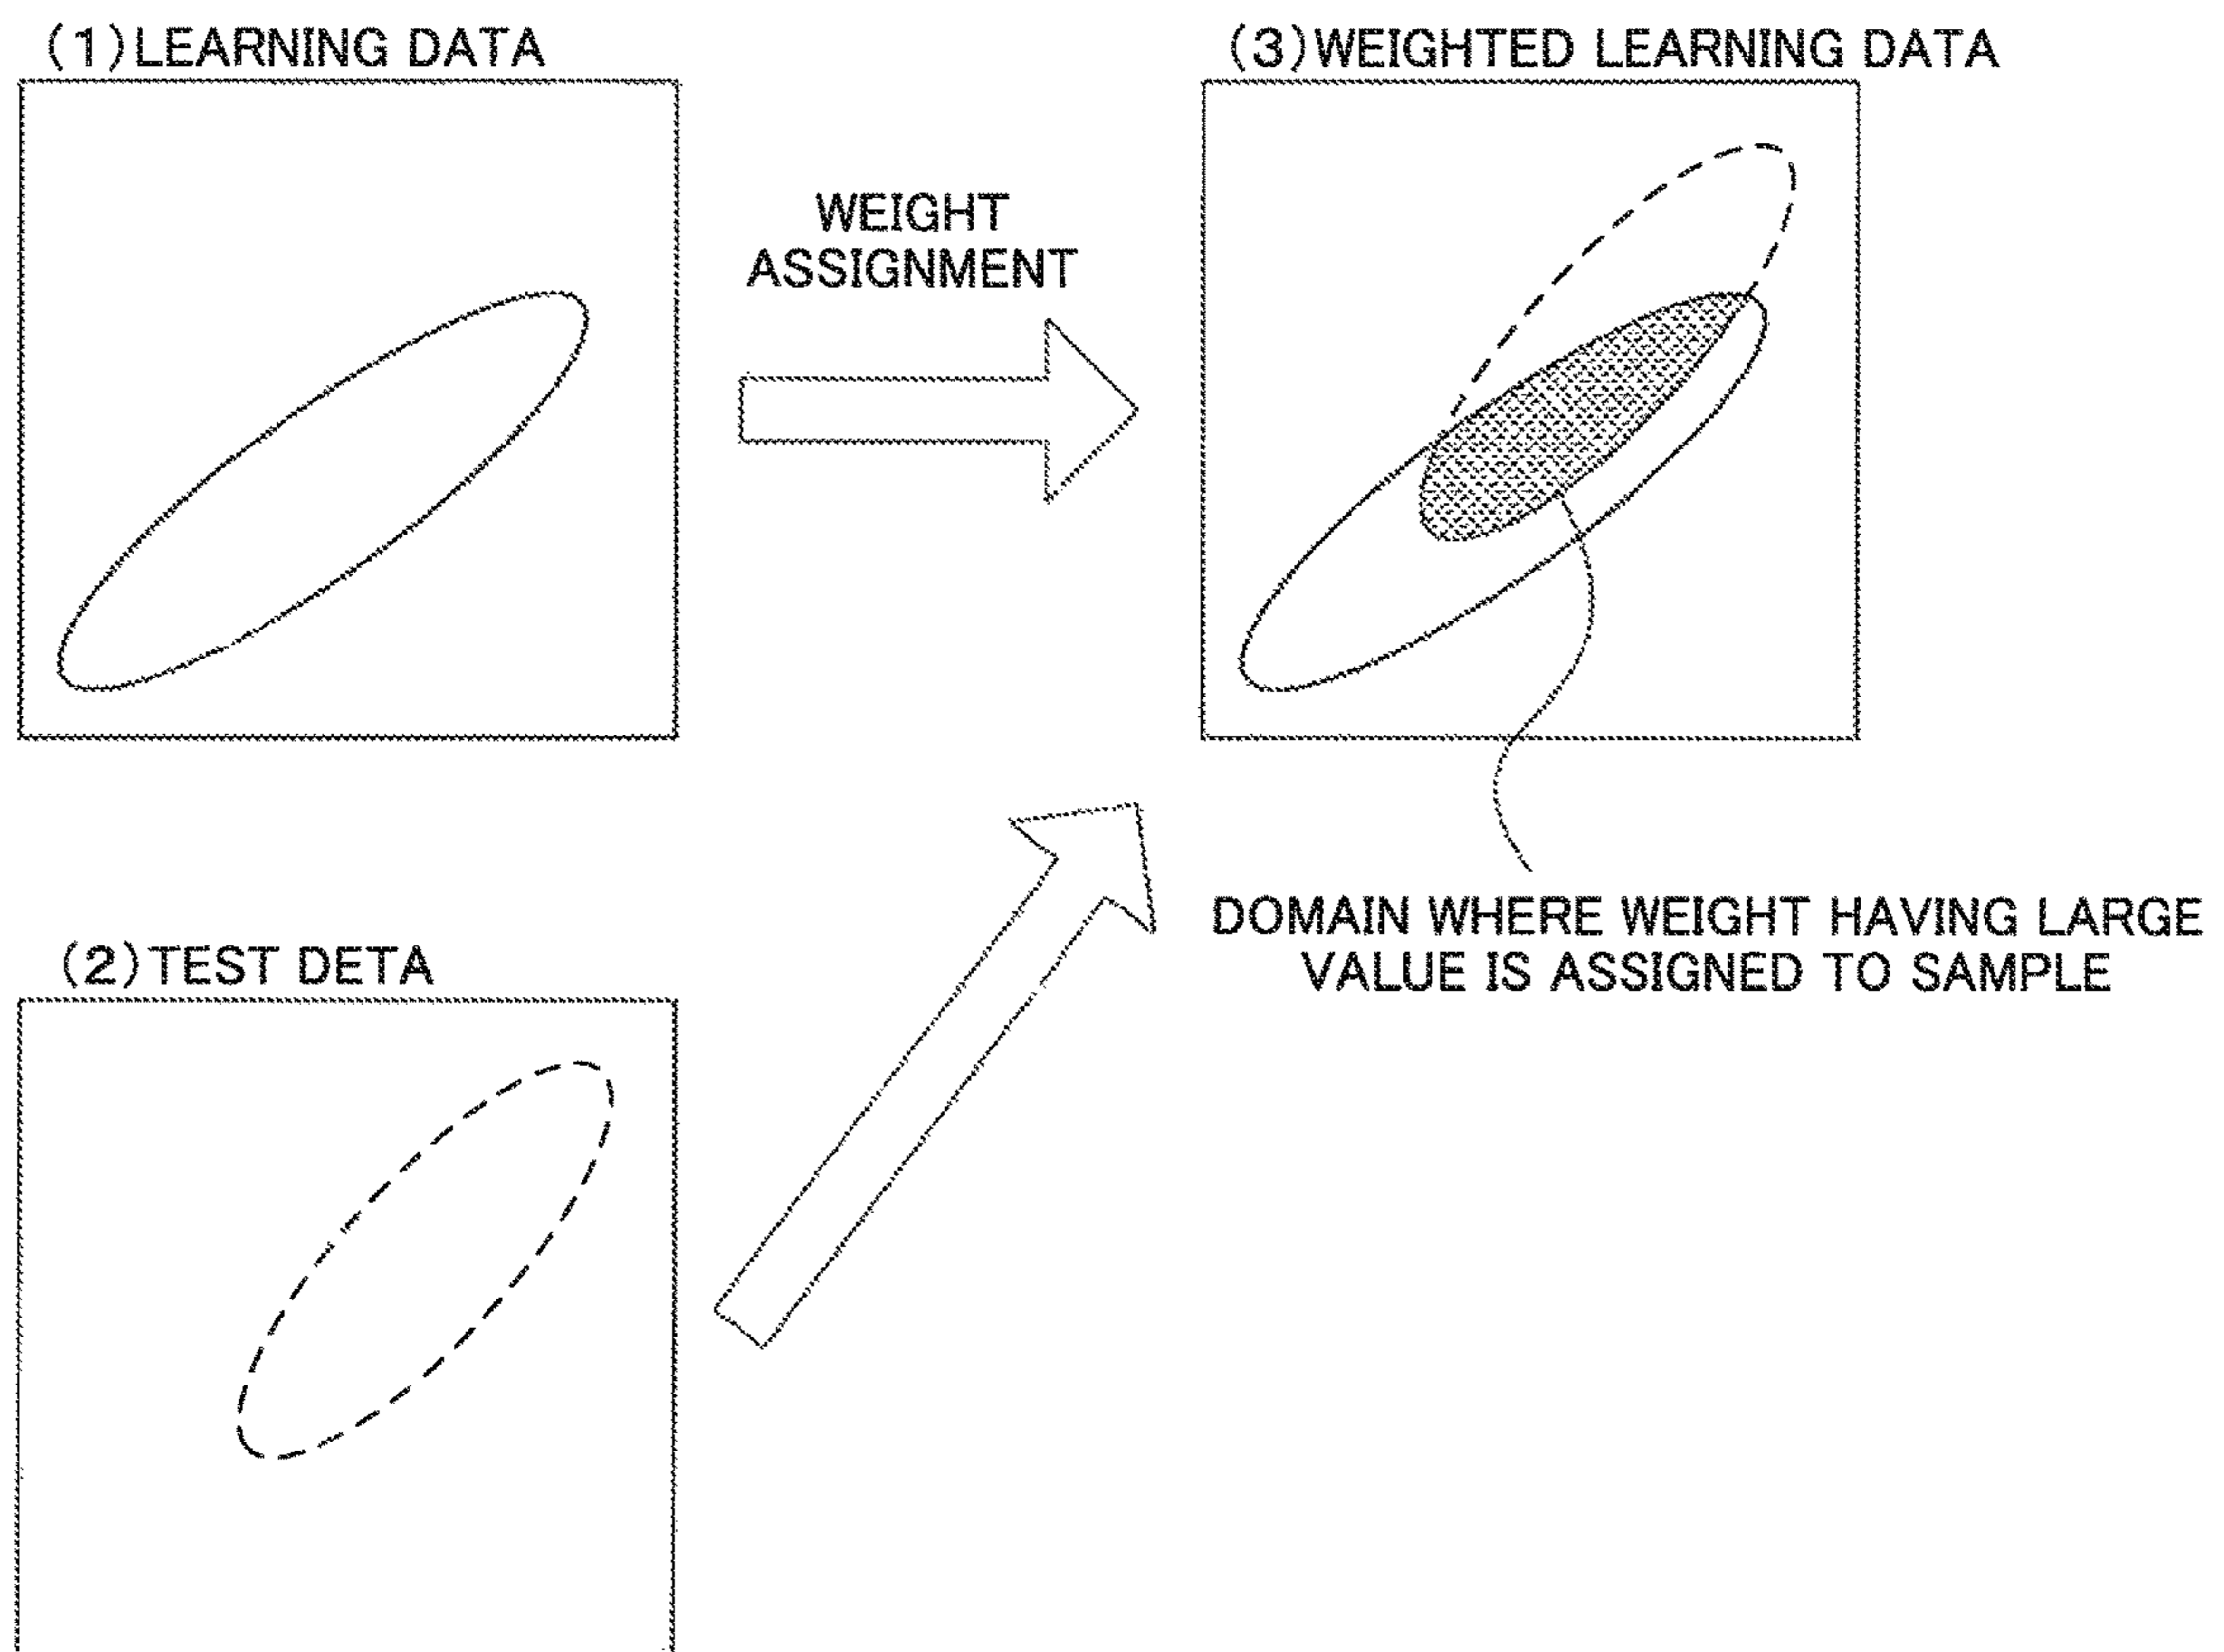 (1)LEARNING DATA
(3)WEIGHTED LEARNING DATA
WEIGHT
ASSIGNMENT
(2)TEST DETA
DOMAIN WHERE WEIGHT HAVING LARGE
VALUE IS ASSIGNED TO SAMPLE